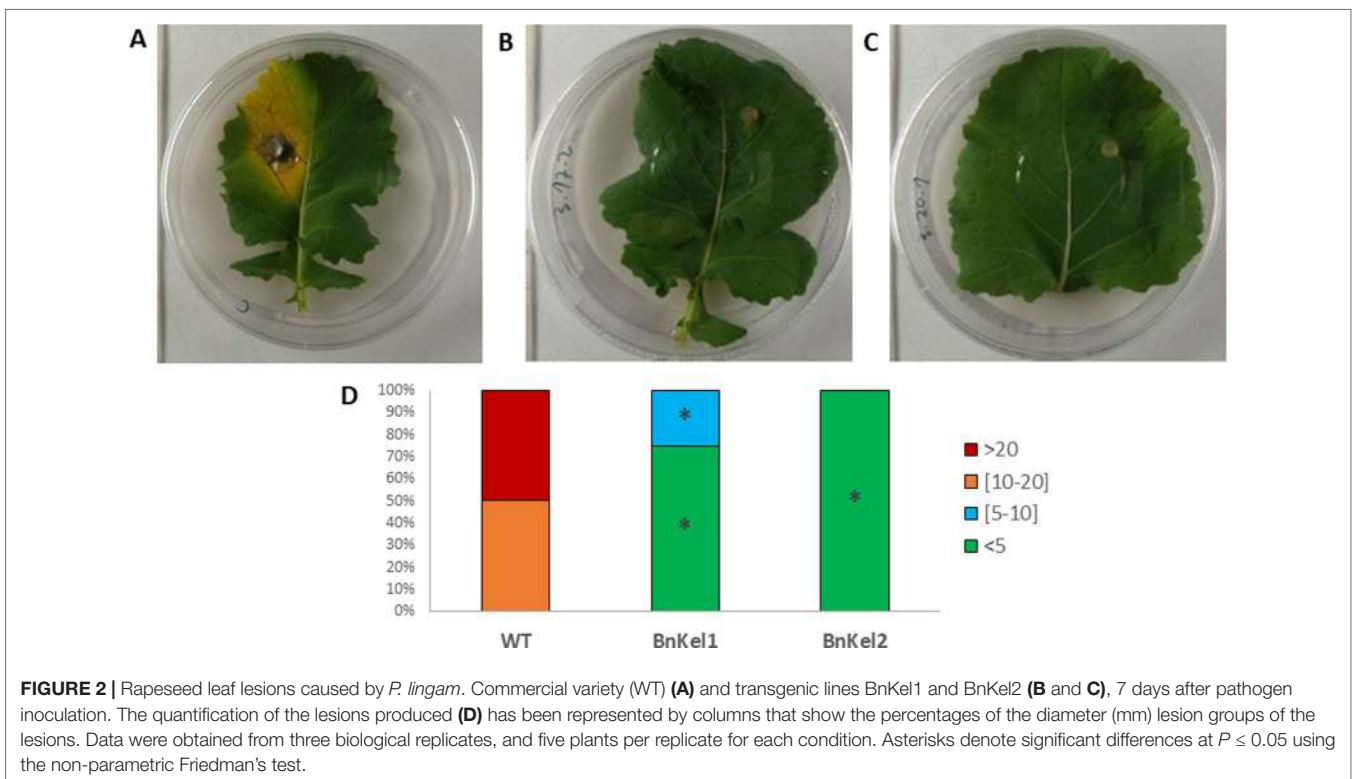 A
B
C
3.17.2
3.20.1
D
100%
90%
80%
70%
60%
50%
40%
30%
20%
10%
0%
*
*
*
WT
BnKel1
BnKel2
>20
[10-20]
[5-10]
<5
FIGURE 2 | Rapeseed leaf lesions caused by P. lingam. Commercial variety (WT) (A) and transgenic lines BnKel1 and BnKel2 (B and C), 7 days after pathogen
inoculation. The quantification of the lesions produced (D) has been represented by columns that show the percentages of the diameter (mm) lesion groups of the
lesions. Data were obtained from three biological replicates, and five plants per replicate for each condition. Asterisks denote significant differences at P ≤ 0.05 using
the non-parametric Friedman's test.